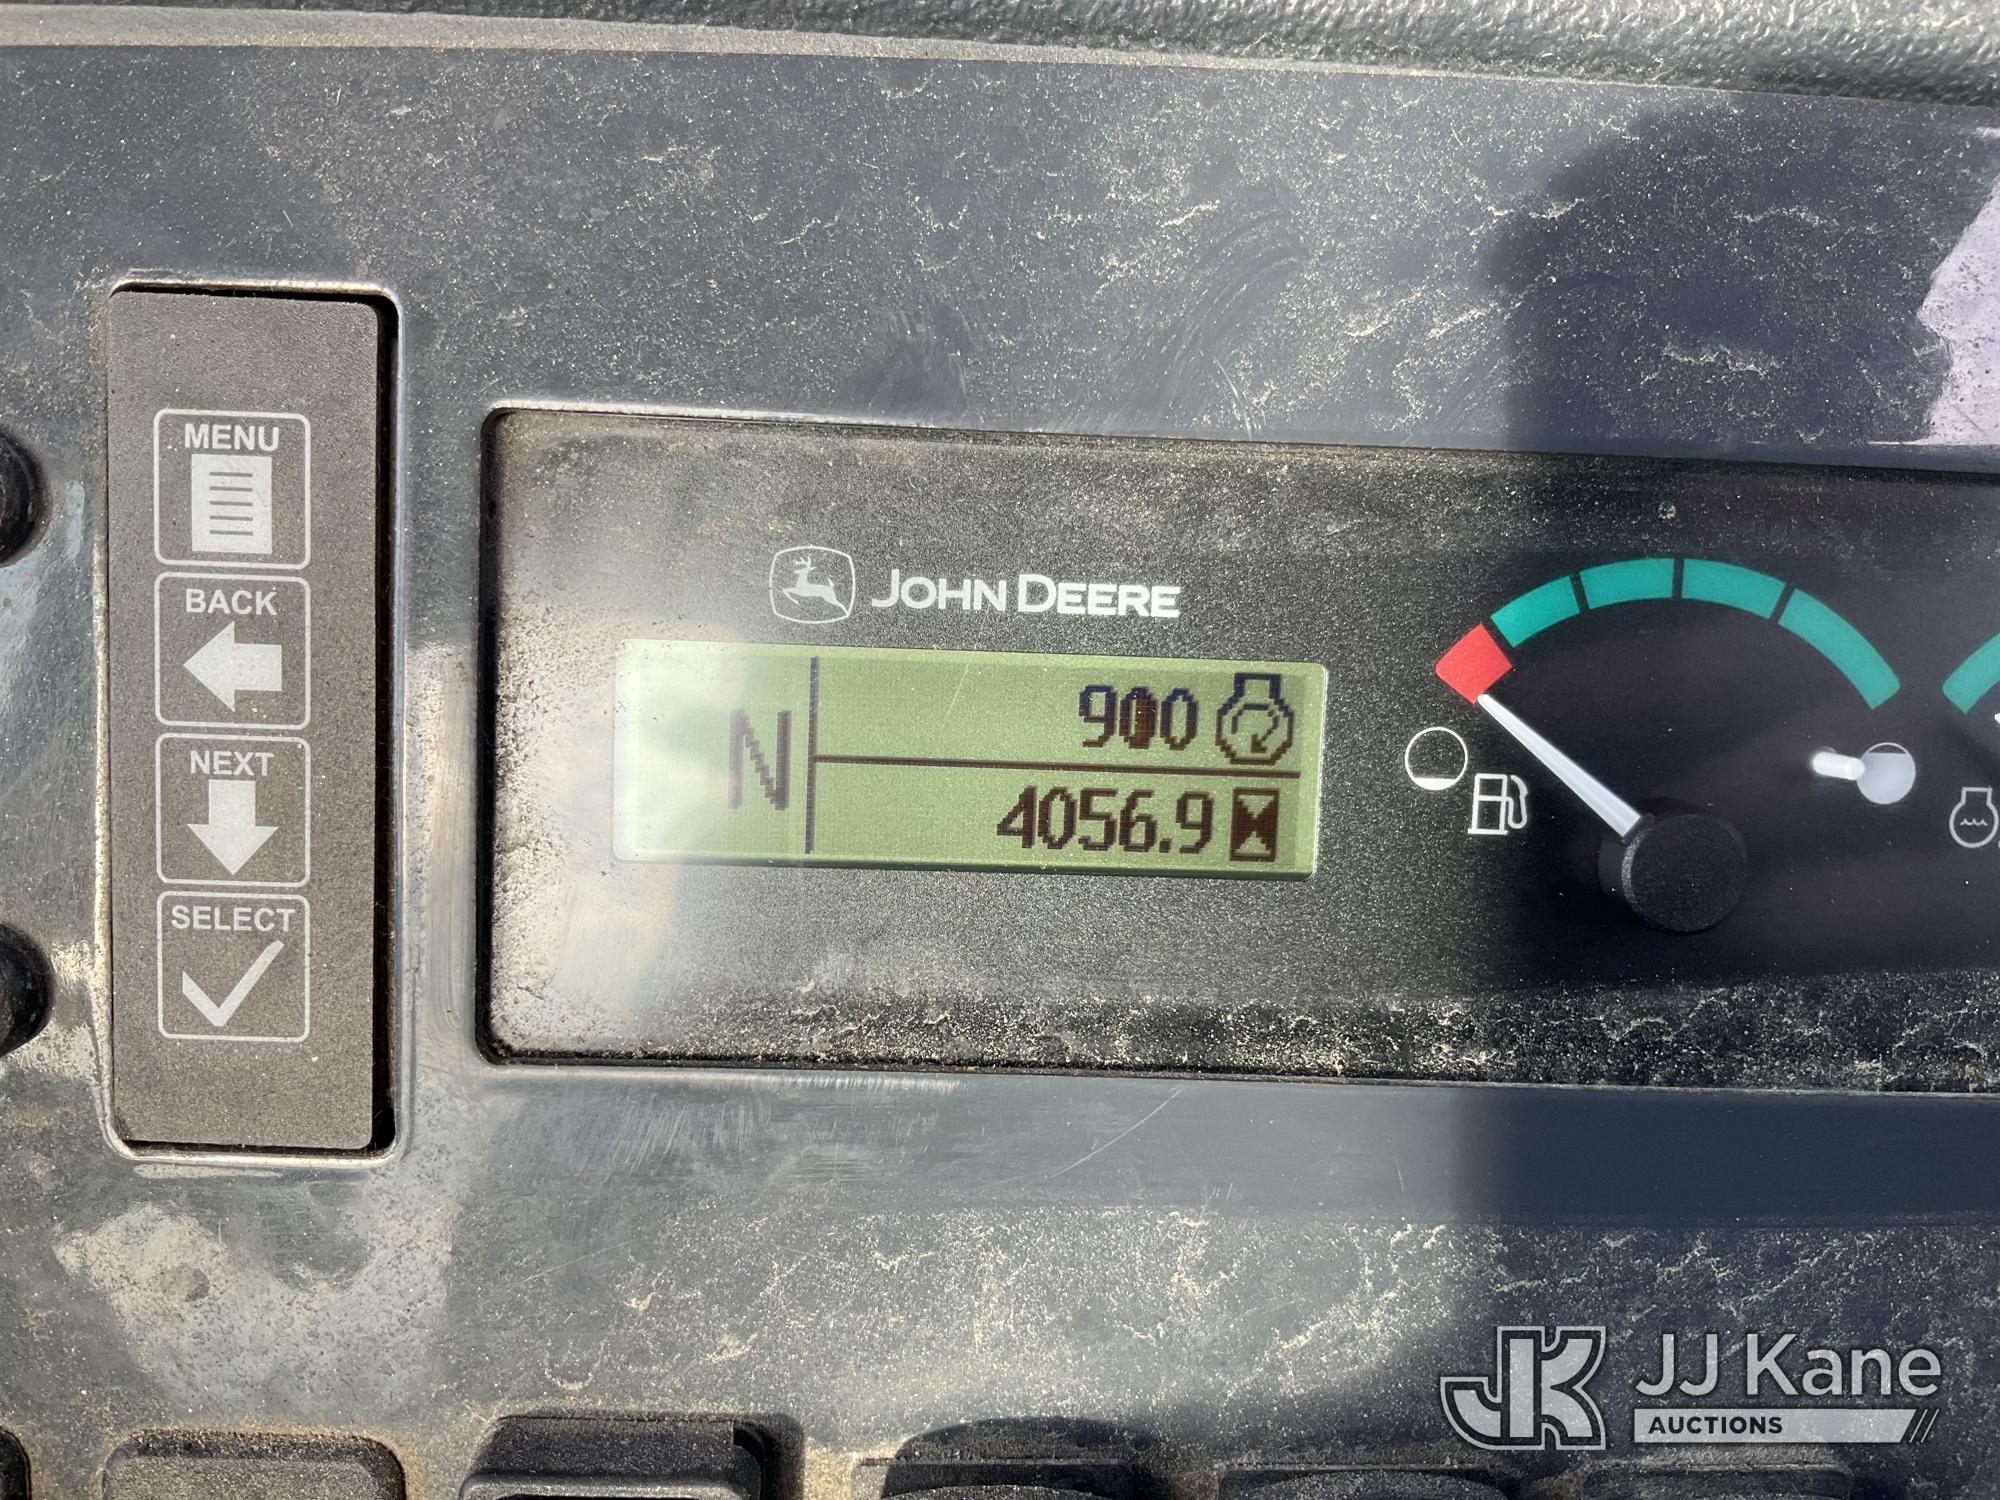 MENU
BACK
NEXT
SELECT
JOHN DEERE
N
900
4056.9
JJ Kane
AUCTIONS